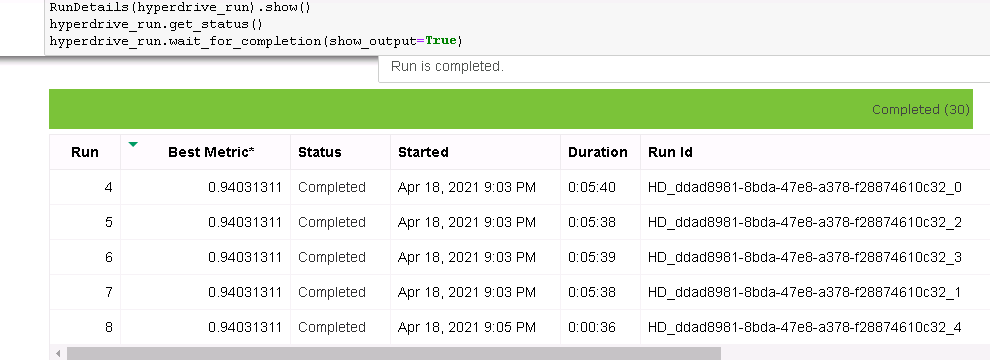 RunDetails(hyperdrive_run).show()
hyperdrive_run.get_status()
hyperdrive_run.wait_for_completion(show_output=True)
Run is completed.
Completed (30)
Run Best Metric* Status Started Duration Run Id
4 0.94031311 Completed Apr 18, 2021 9:03 PM 0:05:40 HD_ddad8981-8bda-47e8-a378-f28874610c32_0
5 0.94031311 Completed Apr 18, 2021 9:03 PM 0:05:38 HD_ddad8981-8bda-47e8-a378-f28874610c32_2
6 0.94031311 Completed Apr 18, 2021 9:03 PM 0:05:39 HD_ddad8981-8bda-47e8-a378-f28874610c32_3
7 0.94031311 Completed Apr 18, 2021 9:03 PM 0:05:38 HD_ddad8981-8bda-47e8-a378-f28874610c32_1
8 0.94031311 Completed Apr 18, 2021 9:05 PM 0:00:36 HD_ddad8981-8bda-47e8-a378-f28874610c32_4